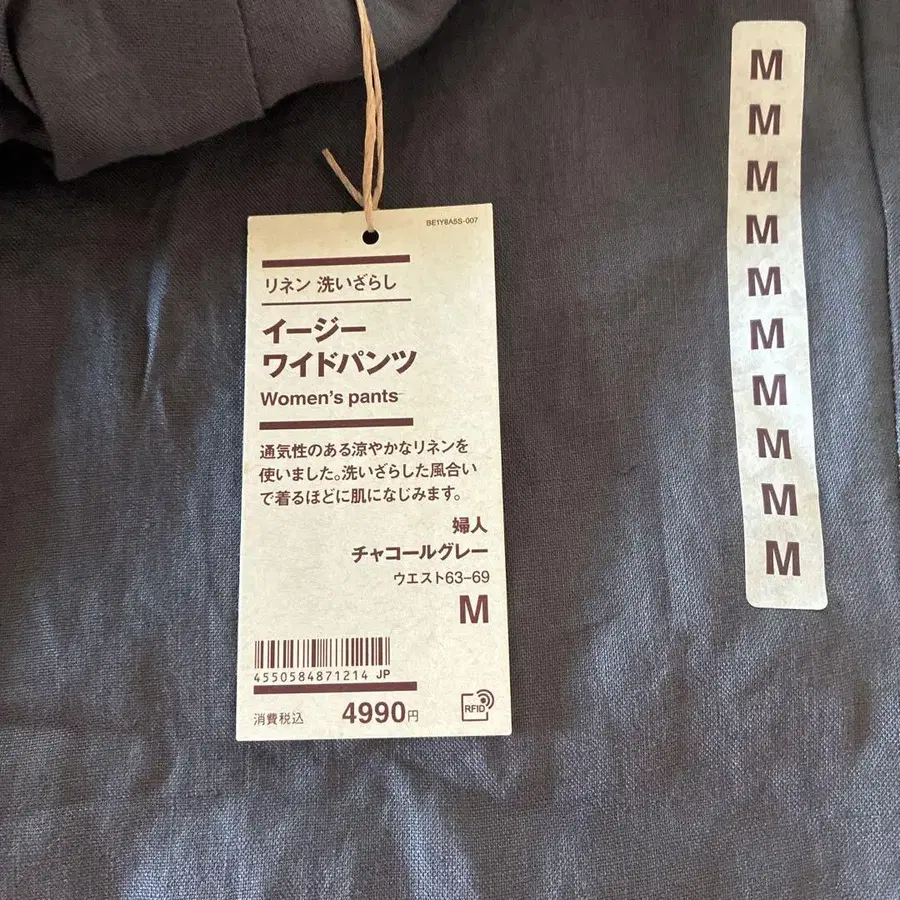 BE1Y8A5S-007
リネン 洗いざらし
イージー
ワイドパンツ
Women's pants
通気性のある涼やかなリネンを
使いました。洗いざらした風合い
で着るほどに肌になじみます。
婦人
チャコールグレー
ウエスト63-69
M
4550584871214 JP
消費税込 4990円
RFID
M
M
M
M
M
M
M
M
M
M